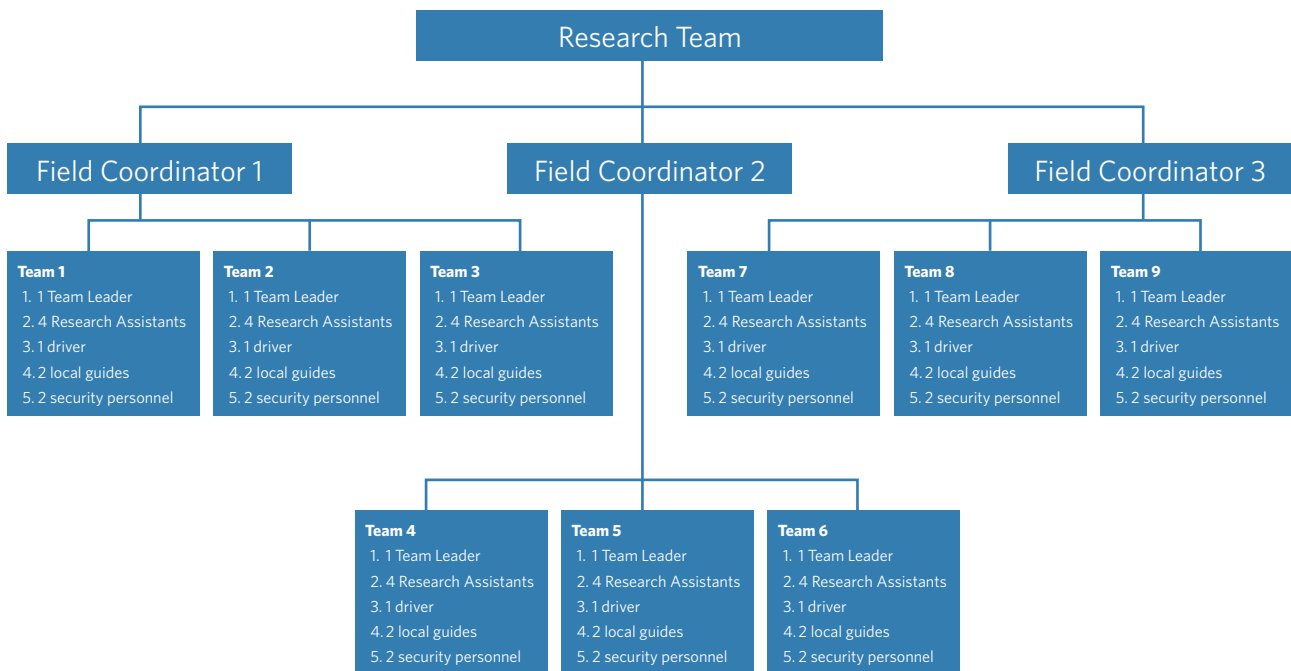 Research Team
Field Coordinator 1
Field Coordinator 2
Field Coordinator 3
Team 1
1. 1 Team Leader
2. 4 Research Assistants
3. 1 driver
4. 2 local guides
5. 2 security personnel
Team 2
1. 1 Team Leader
2. 4 Research Assistants
3. 1 driver
4. 2 local guides
5. 2 security personnel
Team 3
1. 1 Team Leader
2. 4 Research Assistants
3. 1 driver
4. 2 local guides
5. 2 security personnel
Team 7
1. 1 Team Leader
2. 4 Research Assistants
3. 1 driver
4. 2 local guides
5. 2 security personnel
Team 8
1. 1 Team Leader
2. 4 Research Assistants
3. 1 driver
4. 2 local guides
5. 2 security personnel
Team 9
1. 1 Team Leader
2. 4 Research Assistants
3. 1 driver
4. 2 local guides
5. 2 security personnel
Team 4
1. 1 Team Leader
2. 4 Research Assistants
3. 1 driver
4. 2 local guides
5. 2 security personnel
Team 5
1. 1 Team Leader
2. 4 Research Assistants
3. 1 driver
4. 2 local guides
5. 2 security personnel
Team 6
1. 1 Team Leader
2. 4 Research Assistants
3. 1 driver
4. 2 local guides
5. 2 security personnel